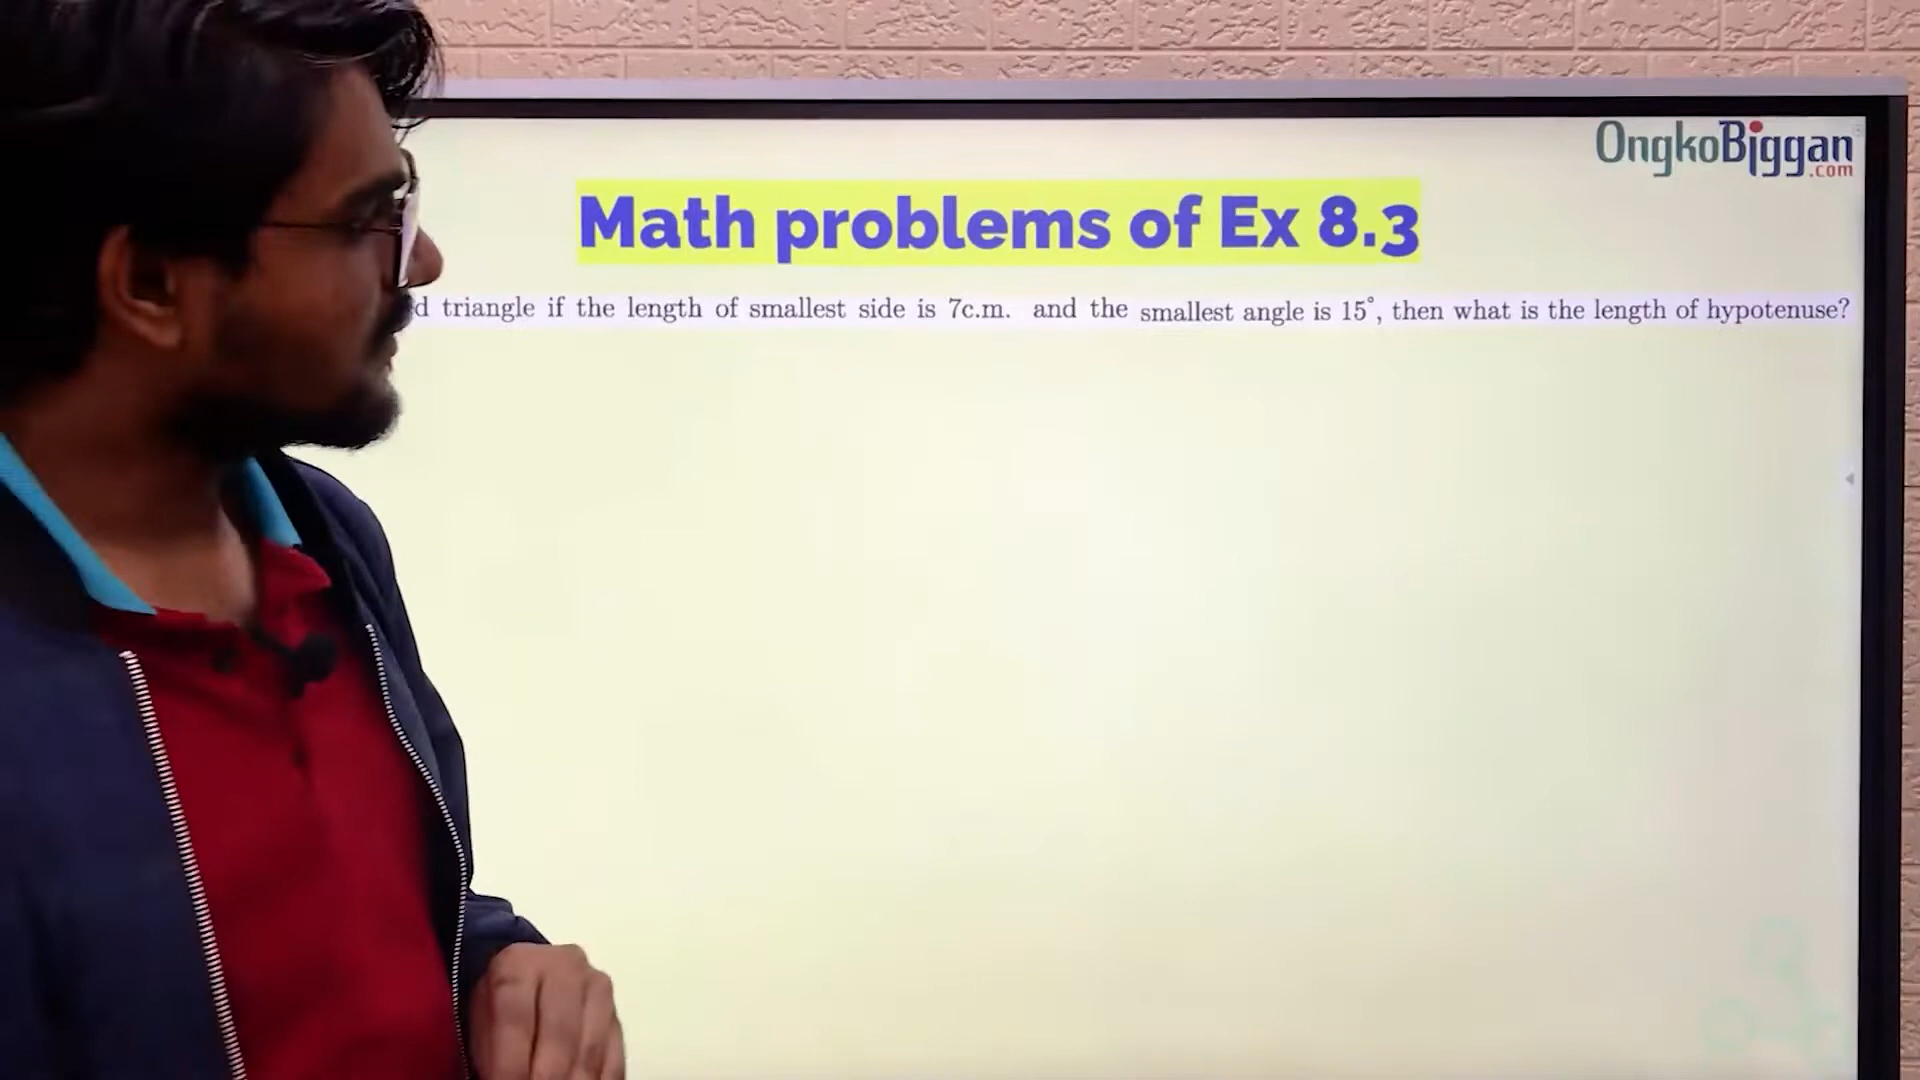 OngkoBiggan
.com
Math problems of Ex 8.3
triangle if the length of smallest side is 7c.m. and the smallest angle is 15°, then what is the length of hypotenuse?